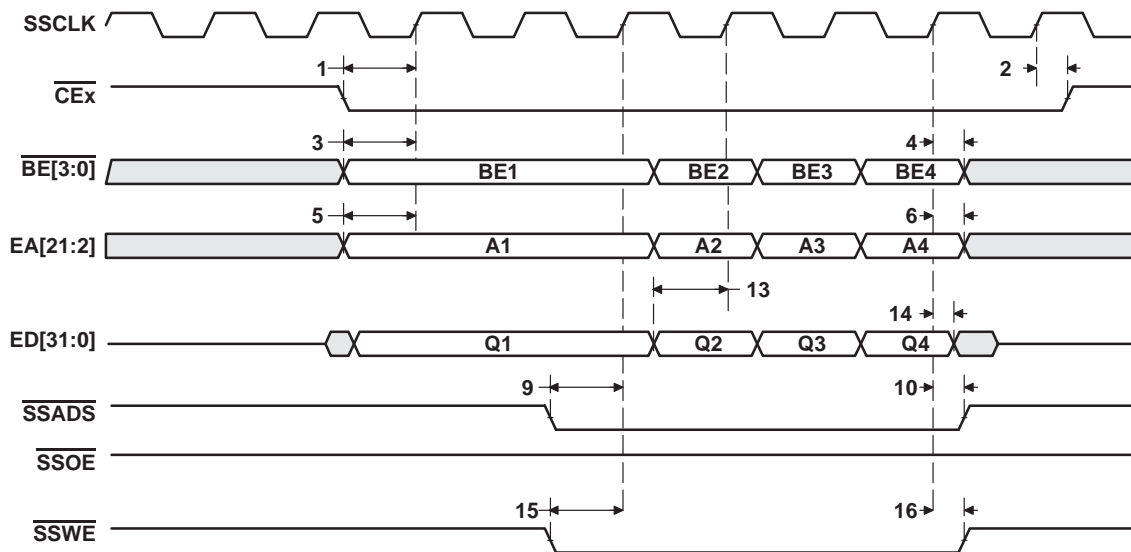 SSCLK
1 2
CEx
3 4
BE[3:0] BE1 BE2 BE3 BE4
5 6
EA[21:2] A1 A2 A3 A4
13
14
ED[31:0] Q1 Q2 Q3 Q4
9 10
SSADS
SSOE
15 16
SSWE